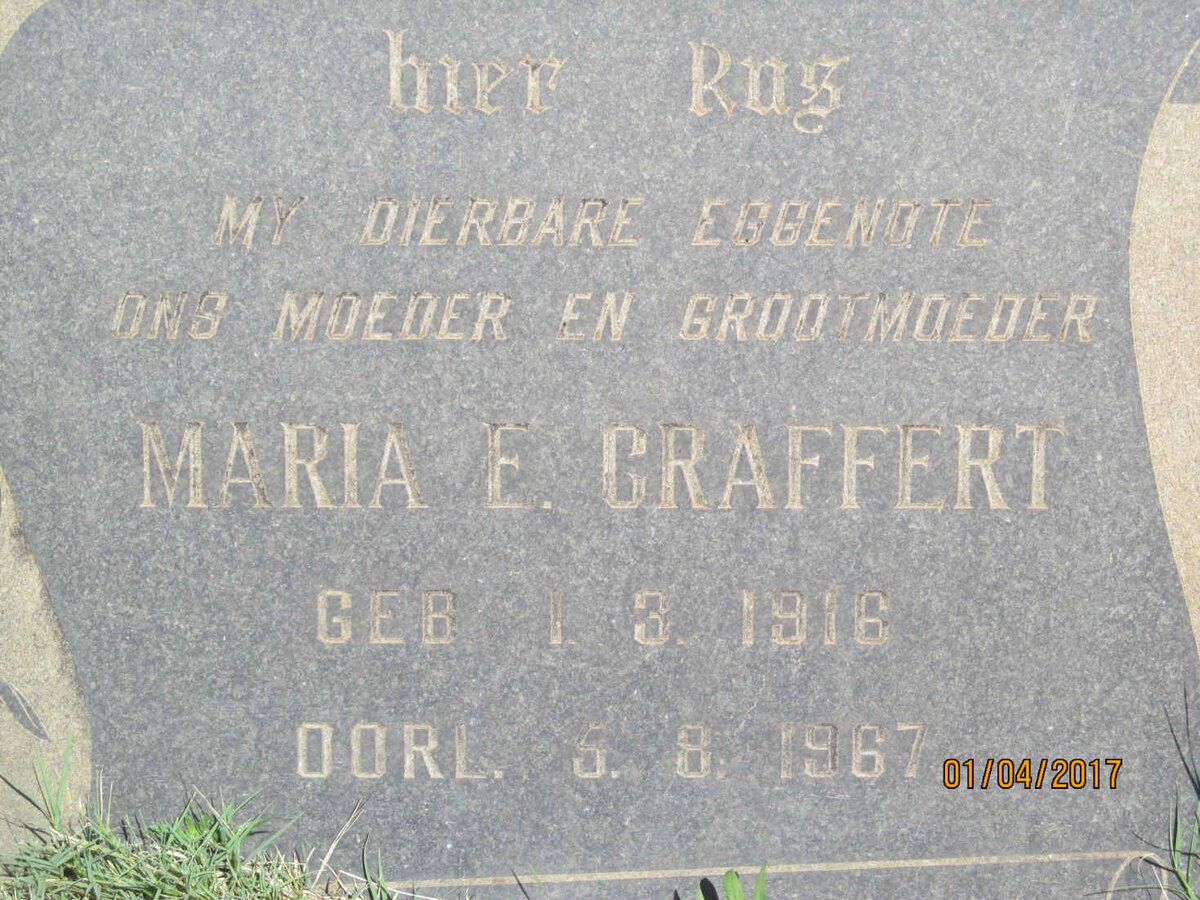 hier Rus
MY DIERBARE EGGENOTE
ONS MOEDER EN GROOTMOEDER
MARIA E. GRAFFERT
GEB 1. 3. 1916
OORL. 5. 8. 1967
01/04/2017